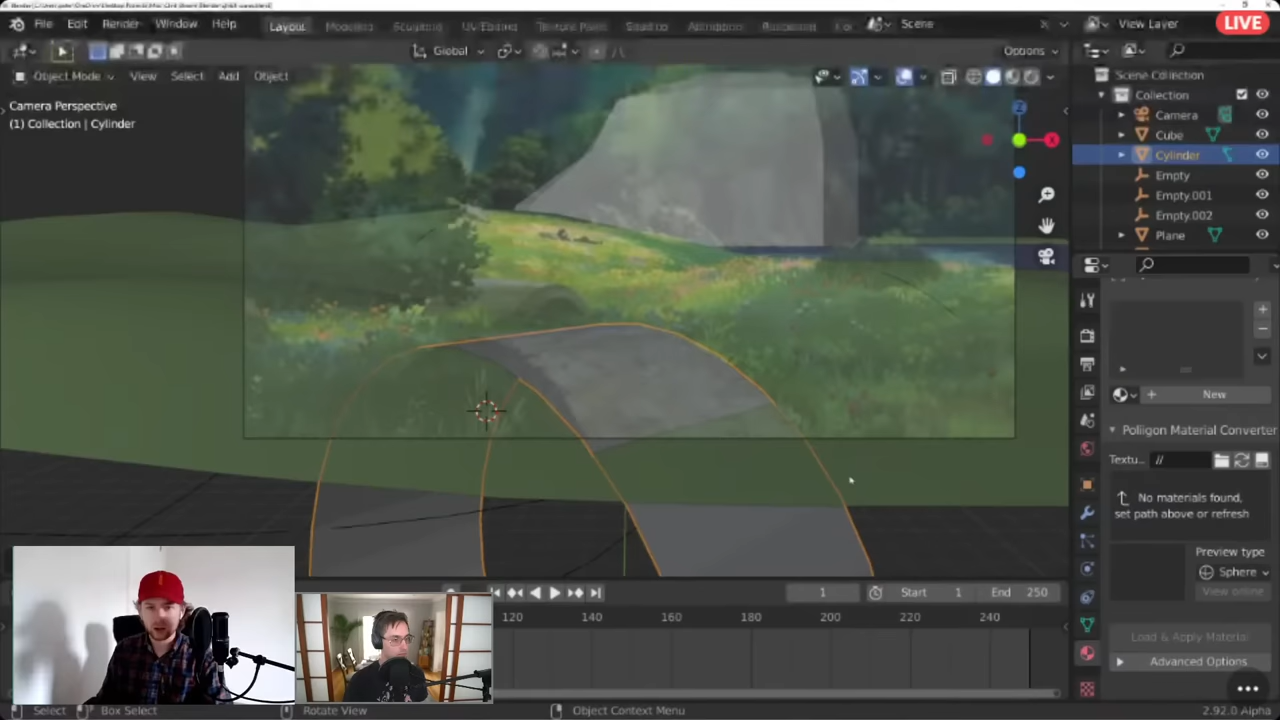 File Edit Render Window Help Layout Modeling Sculpting UV Editing Texture Paint Shading Animation Rendering Scene View Layer LIVE
Global Options
Object Mode View Select Add Object
Camera Perspective
(1) Collection | Cylinder
X
Scene Collection
Collection
Camera
Cube
Cylinder
Empty
Empty.001
Empty.002
Plane
New
Poliigon Material Converter
Textu... //
No materials found,
set path above or refresh
Preview type
Sphere
View online
Load & Apply Material
Advanced Options
1 Start 1 End 250
120 140 160 180 200 220 240
Select Box Select Rotate View Object Context Menu 2.92.0 Alpha